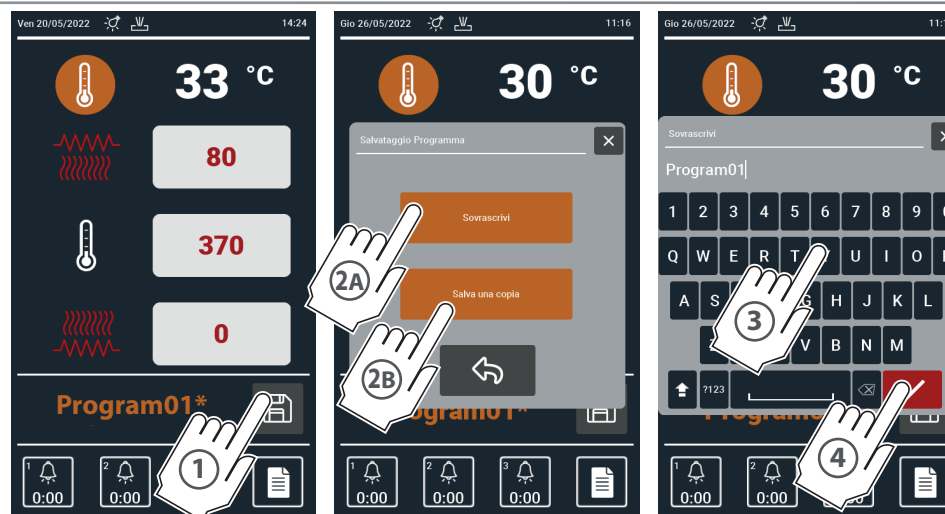 Ven 20/05/2022
14:24
33 °C
80
370
0
Program01*
1
1
0:00
2
0:00
Gio 26/05/2022
11:16
30 °C
Salvataggio Programma
Sovrascrivi
2A
Salva una copia
2B
1
0:00
2
0:00
3
0:00
Gio 26/05/2022
30 °C
Sovrascrivi
Program01
1 2 3 4 5 6 7 8 9
Q W E R T U I O
A S G H J K L
3
V B N M
?123
4
1
0:00
2
0:00